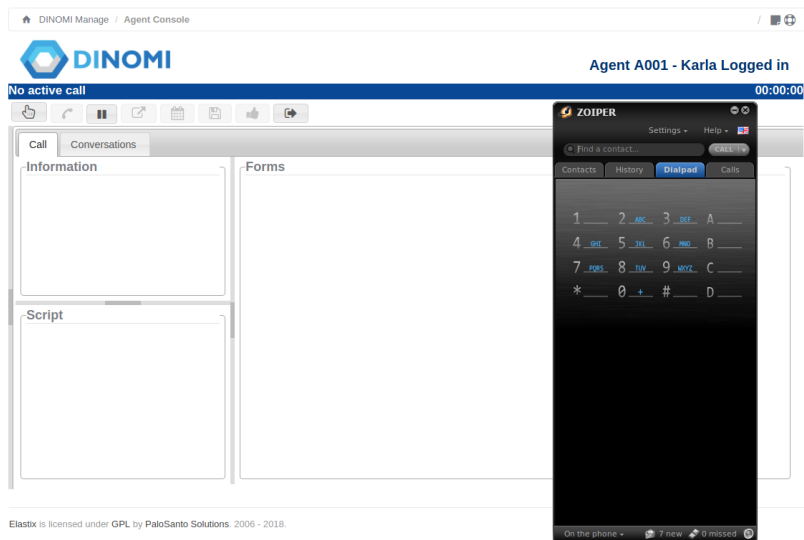 DINOMI Manage / Agent Console /
DINOMI
Agent A001 - Karla Logged in
No active call 00:00:00
Call Conversations
Information
Forms
Script
ZOIPER
Settings Help
Find a contact... CALL
Contacts History Dialpad Calls
1 2 ABC 3 DEF A
4 GHI 5 JKL 6 MNO B
7 PQRS 8 TUV 9 WXYZ C
* 0 + # D
On the phone 7 new 0 missed
Elastix is licensed under GPL by PaloSanto Solutions. 2006 - 2018.